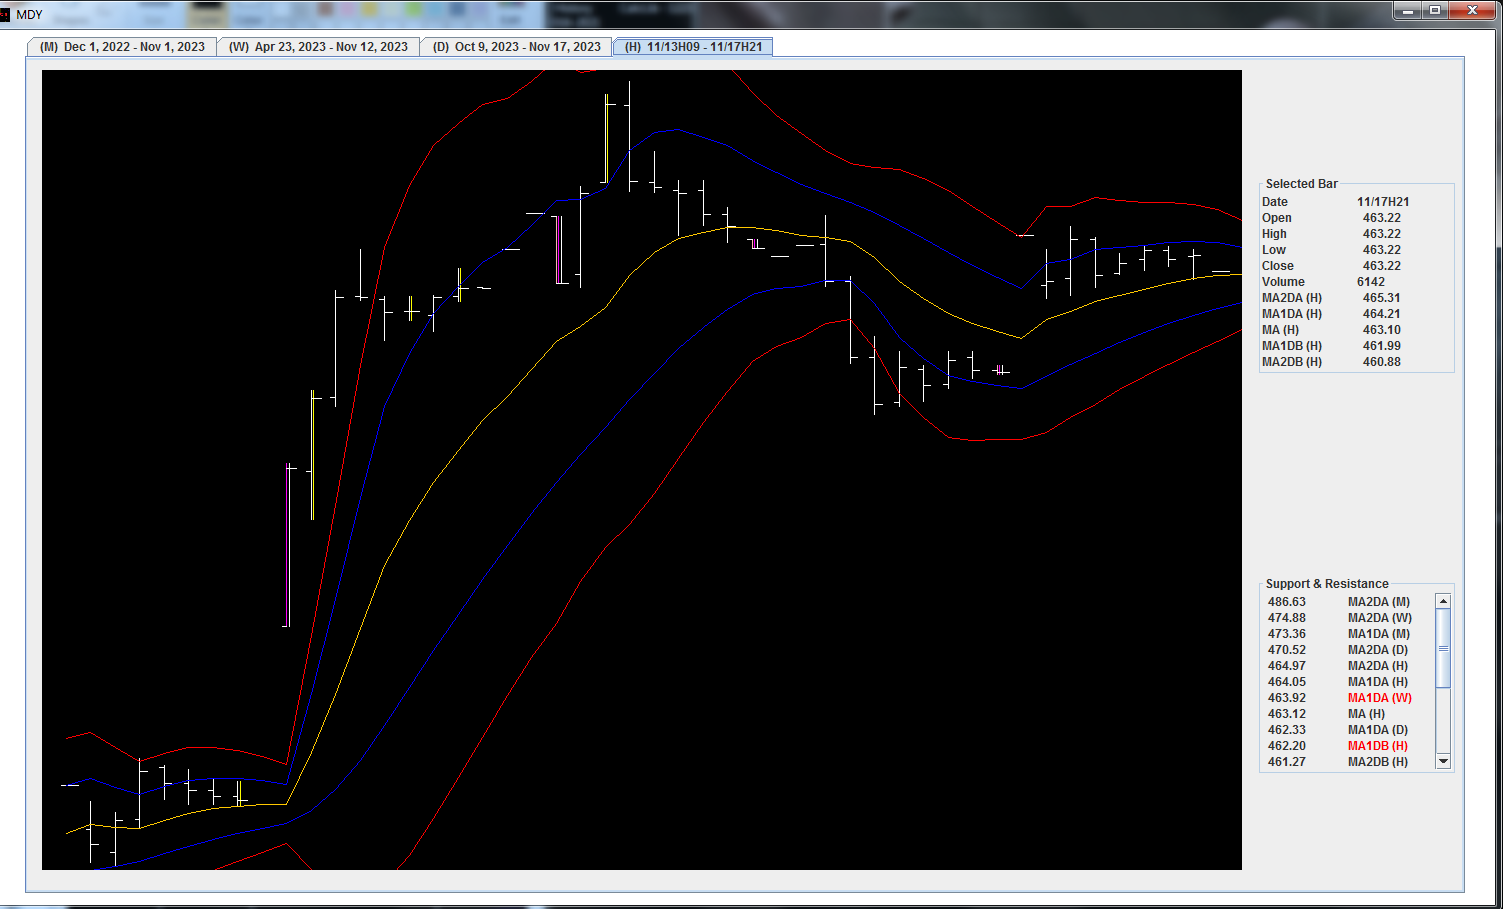 MDY
(M) Dec 1, 2022 - Nov 1, 2023 (W) Apr 23, 2023 - Nov 12, 2023 (D) Oct 9, 2023 - Nov 17, 2023 (H) 11/13H09 - 11/17H21
Selected Bar
Date 11/17H21
Open 463.22
High 463.22
Low 463.22
Close 463.22
Volume 6142
MA2DA (H) 465.31
MA1DA (H) 464.21
MA (H) 463.10
MA1DB (H) 461.99
MA2DB (H) 460.88
Support & Resistance
486.63 MA2DA (M)
474.88 MA2DA (W)
473.36 MA1DA (M)
470.52 MA2DA (D)
464.97 MA2DA (H)
464.05 MA1DA (H)
463.92 MA1DA (W)
463.12 MA (H)
462.33 MA1DA (D)
462.20 MA1DB (H)
461.27 MA2DB (H)